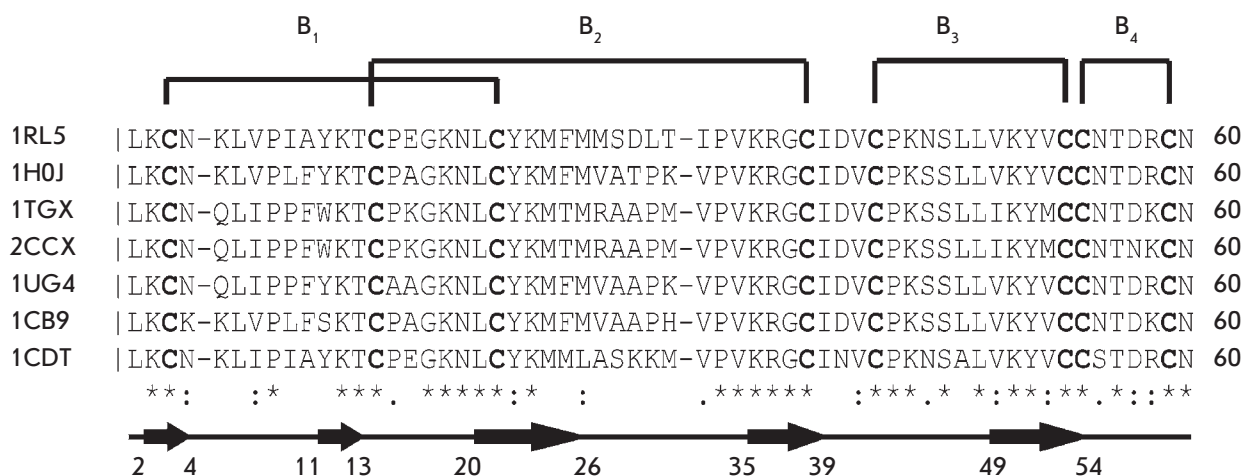 B1 B2 B3 B4
1RL5 |LKCN-KLVPIAYKTCPEGKNLCYKMFMMSDLT-IPVKRGCIDVCPKNSLLVKYVCCNTDRCN 60
1H0J |LKCN-KLVPLFYKTCPAGKNLCYKMFMVATPK-VPVKRGCIDVCPKSSLLVKYVCCNTDRCN 60
1TGX |LKCN-QLIPPFWKTCPKGKNLCYKMTMRAAPM-VPVKRGCIDVCPKSSLLIKYMCCNTDKCN 60
2CCX |LKCN-QLIPPFWKTCPKGKNLCYKMTMRAAPM-VPVKRGCIDVCPKSSLLIKYMCCNTNKCN 60
1UG4 |LKCN-QLIPPFYKTCAAGKNLCYKMFMVAAPK-VPVKRGCIDVCPKSSLLVKYVCCNTDRCN 60
1CB9 |LKCK-KLVPLFSKTCPAGKNLCYKMFMVAAPH-VPVKRGCIDVCPKSSLLVKYVCCNTDKCN 60
1CDT |LKCN-KLIPIAYKTCPEGKNLCYKMMLASKKM-VPVKRGCINVCPKNSALVKYVCCSTDRCN 60
**: :* ***. *****:* : .****** :****.* *:**:**.*::**
2 4 11 13 20 26 35 39 49 54